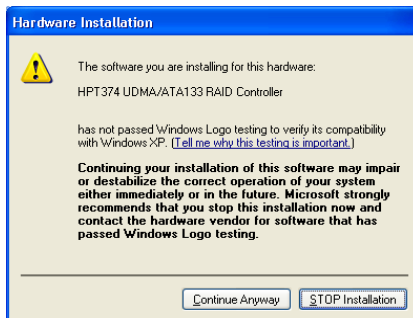 Hardware Installation
The software you are installing for this hardware:
HPT374 UDMA/ATA133 RAID Controller
has not passed Windows Logo testing to verify its compatibility
with Windows XP. (Tell me why this testing is important.)
Continuing your installation of this software may impair
or destabilize the correct operation of your system
either immediately or in the future. Microsoft strongly
recommends that you stop this installation now and
contact the hardware vendor for software that has
passed Windows Logo testing.
Continue Anyway
STOP Installation